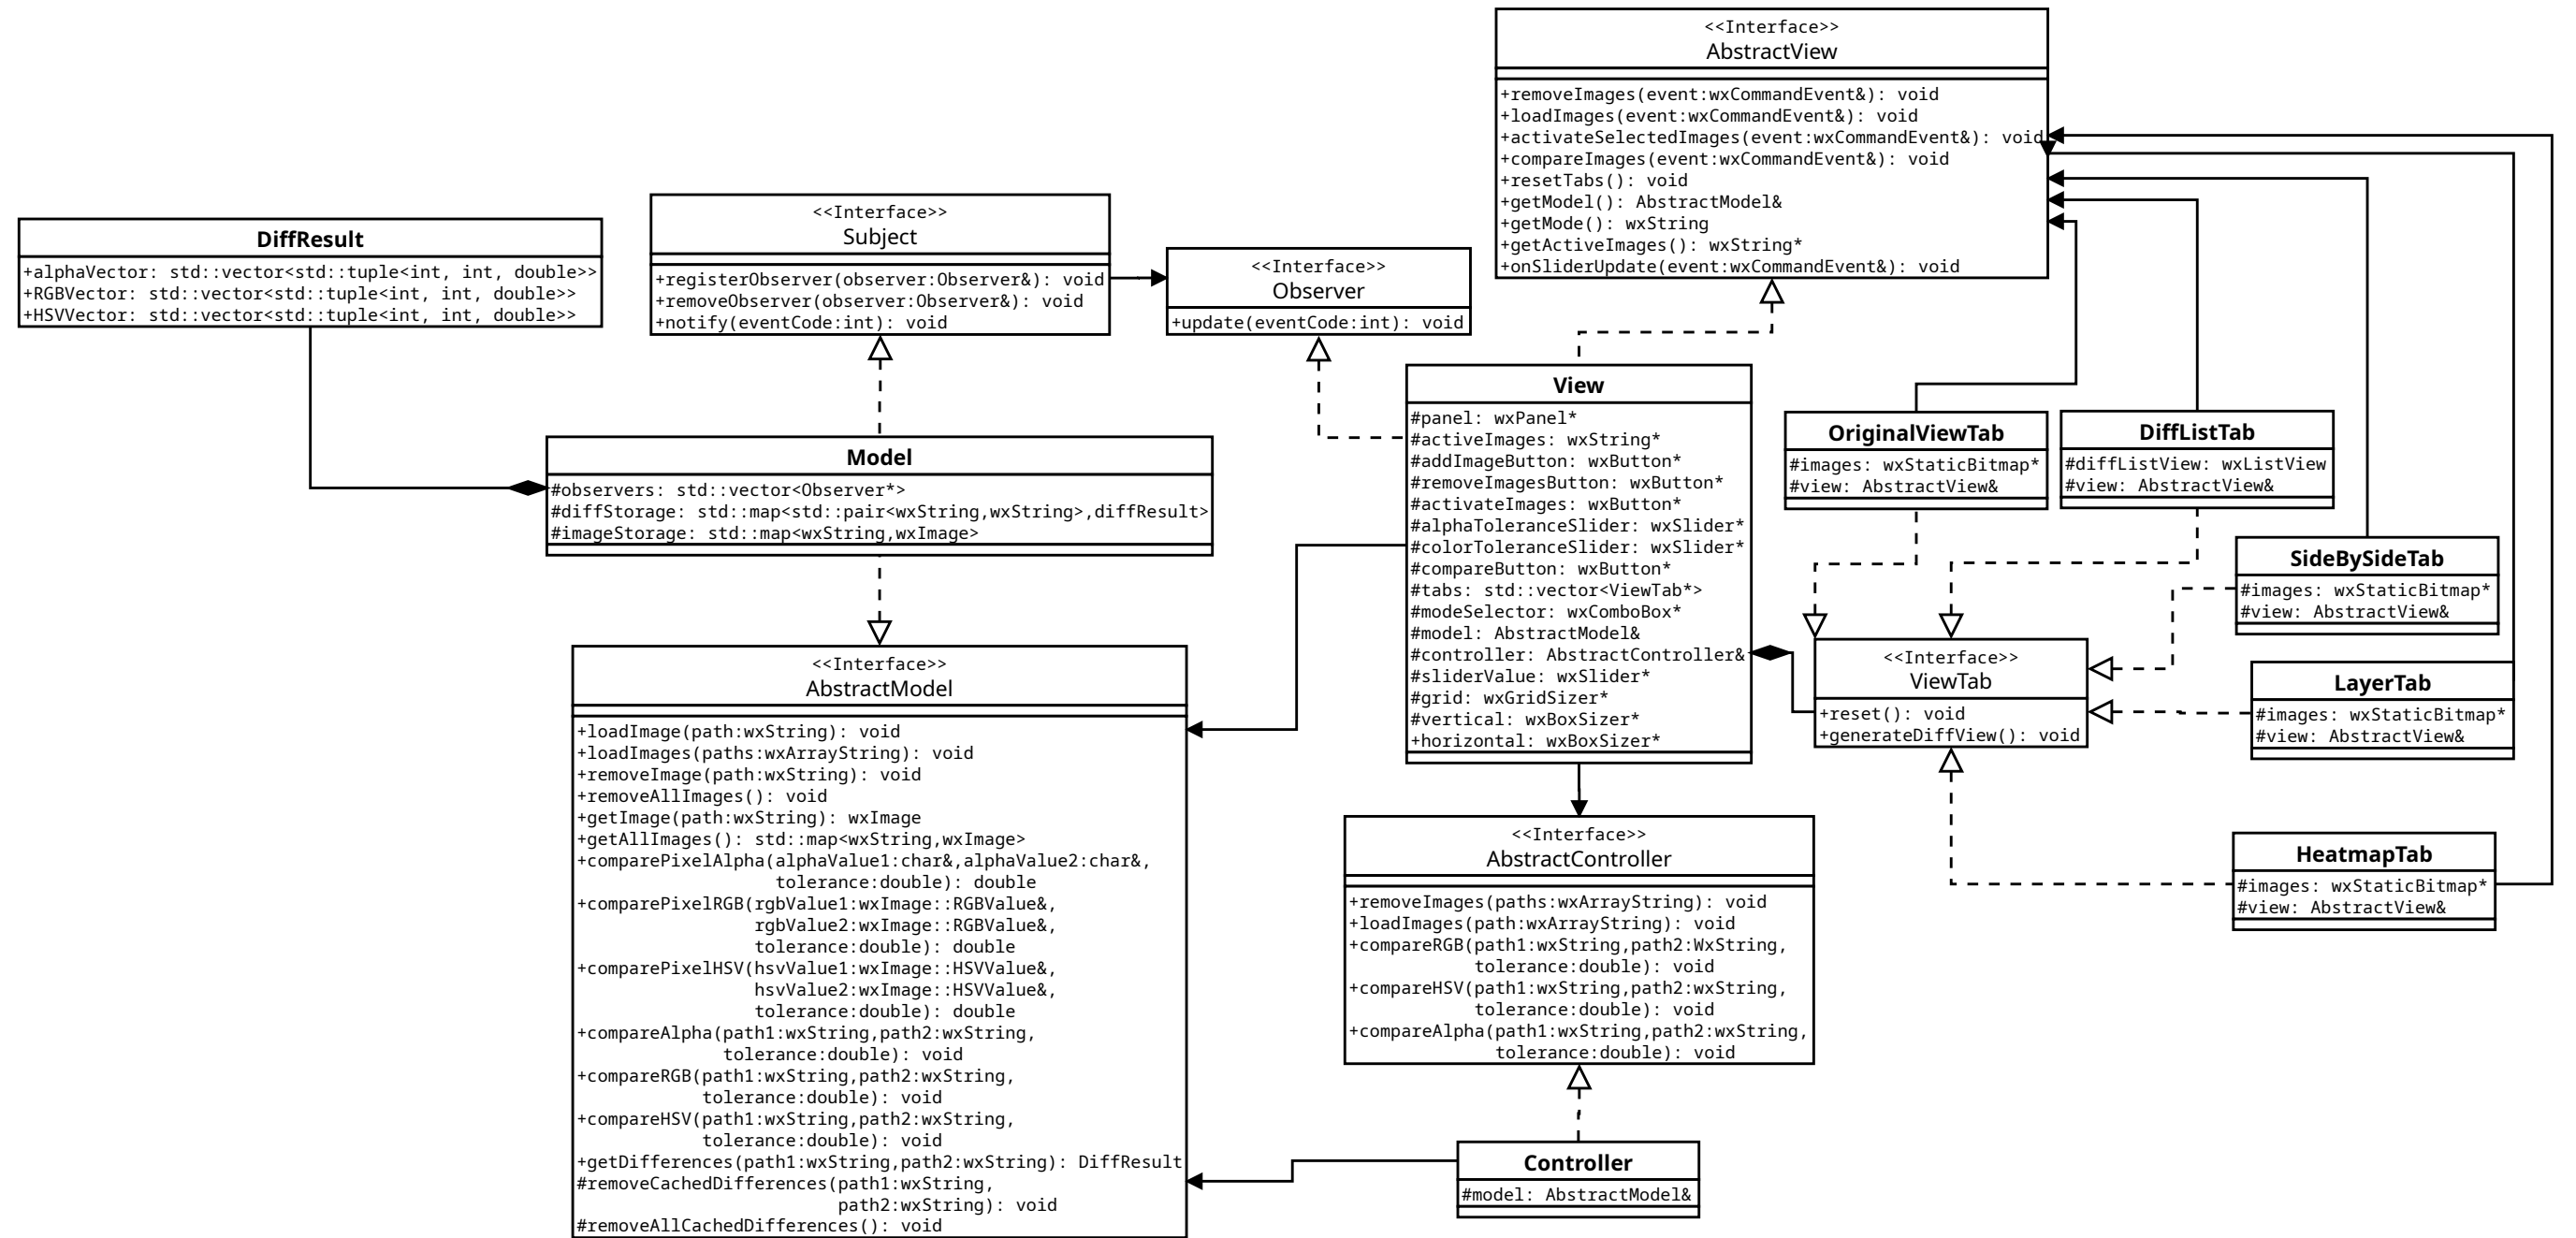 <<Interface>>
AbstractView
+removeImages(event:wxCommandEvent&): void
+loadImages(event:wxCommandEvent&): void
+activateSelectedImages(event:wxCommandEvent&): void
+compareImages(event:wxCommandEvent&): void
+resetTabs(): void
+getModel(): AbstractModel&
+getMode(): wxString
+getActiveImages(): wxString*
+onSliderUpdate(event:wxCommandEvent&): void
DiffResult
+alphaVector: std::vector<std::tuple<int, int, double>>
+RGBVector: std::vector<std::tuple<int, int, double>>
+HSVVector: std::vector<std::tuple<int, int, double>>
<<Interface>>
Subject
+registerObserver(observer:Observer&): void
+removeObserver(observer:Observer&): void
+notify(eventCode:int): void
<<Interface>>
Observer
+update(eventCode:int): void
Model
#observers: std::vector<Observer*>
#diffStorage: std::map<std::pair<wxString,wxString>,diffResult>
#imageStorage: std::map<wxString,wxImage>
View
#panel: wxPanel*
#activeImages: wxString*
#addImageButton: wxButton*
#removeImagesButton: wxButton*
#activateImages: wxButton*
#alphaToleranceSlider: wxSlider*
#colorToleranceSlider: wxSlider*
#compareButton: wxButton*
#tabs: std::vector<ViewTab*>
#modeSelector: wxComboBox*
#model: AbstractModel&
#controller: AbstractController&
#sliderValue: wxSlider*
#grid: wxGridSizer*
#vertical: wxBoxSizer*
+horizontal: wxBoxSizer*
OriginalViewTab
#images: wxStaticBitmap*
#view: AbstractView&
DiffListTab
#diffListView: wxListView
#view: AbstractView&
SideBySideTab
#images: wxStaticBitmap*
#view: AbstractView&
<<Interface>>
ViewTab
+reset(): void
+generateDiffView(): void
LayerTab
#images: wxStaticBitmap*
#view: AbstractView&
HeatmapTab
#images: wxStaticBitmap*
#view: AbstractView&
<<Interface>>
AbstractModel
+loadImage(path:wxString): void
+loadImages(paths:wxArrayString): void
+removeImage(path:wxString): void
+removeAllImages(): void
+getImage(path:wxString): wxImage
+getAllImages(): std::map<wxString,wxImage>
+comparePixelAlpha(alphaValue1:char&,alphaValue2:char&,
tolerance:double): double
+comparePixelRGB(rgbValue1:wxImage::RGBValue&,
rgbValue2:wxImage::RGBValue&,
tolerance:double): double
+comparePixelHSV(hsvValue1:wxImage::HSVValue&,
hsvValue2:wxImage::HSVValue&,
tolerance:double): double
+compareAlpha(path1:wxString,path2:wxString,
tolerance:double): void
+compareRGB(path1:wxString,path2:wxString,
tolerance:double): void
+compareHSV(path1:wxString,path2:wxString,
tolerance:double): void
+getDifferences(path1:wxString,path2:wxString): DiffResult
#removeCachedDifferences(path1:wxString,
path2:wxString): void
#removeAllCachedDifferences(): void
<<Interface>>
AbstractController
+removeImages(paths:wxArrayString): void
+loadImages(path:wxArrayString): void
+compareRGB(path1:wxString,path2:WxString,
tolerance:double): void
+compareHSV(path1:wxString,path2:wxString,
tolerance:double): void
+compareAlpha(path1:wxString,path2:wxString,
tolerance:double): void
Controller
#model: AbstractModel&